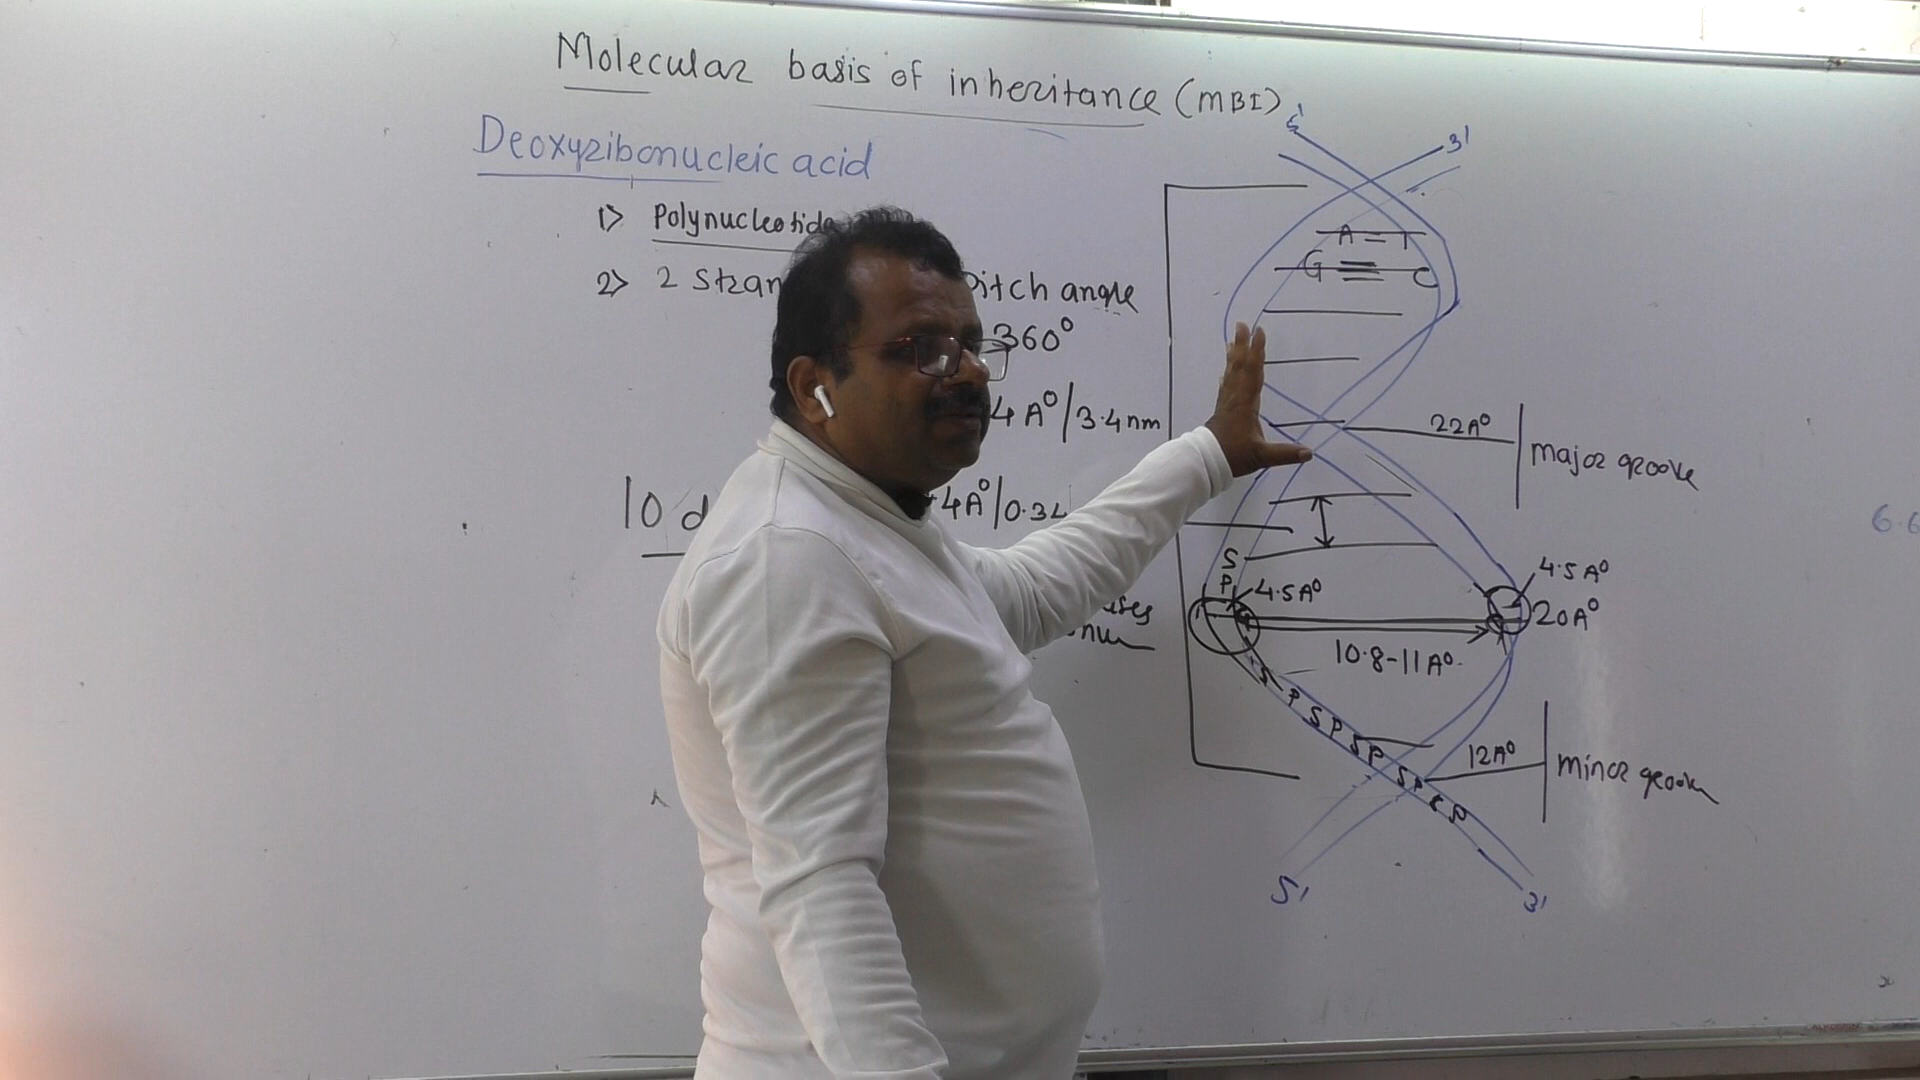 Molecular basis of inheritance (MBI)
Deoxyribonucleic acid
1) Polynucleotide
2) 2 Stran
Pitch angle
360°
4 A°/3.4nm
10 d
4A°/0.34
5'
3'
A = T
G ≡ C
22A°
major groove
S
P
4.5A°
4.5A°
20A°
10.8-11A°
S P S P S P S P S P
12A°
minor groove
5'
3'
6.6